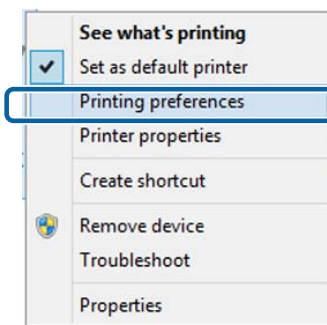 See what's printing
Set as default printer
Printing preferences
Printer properties
Create shortcut
Remove device
Troubleshoot
Properties